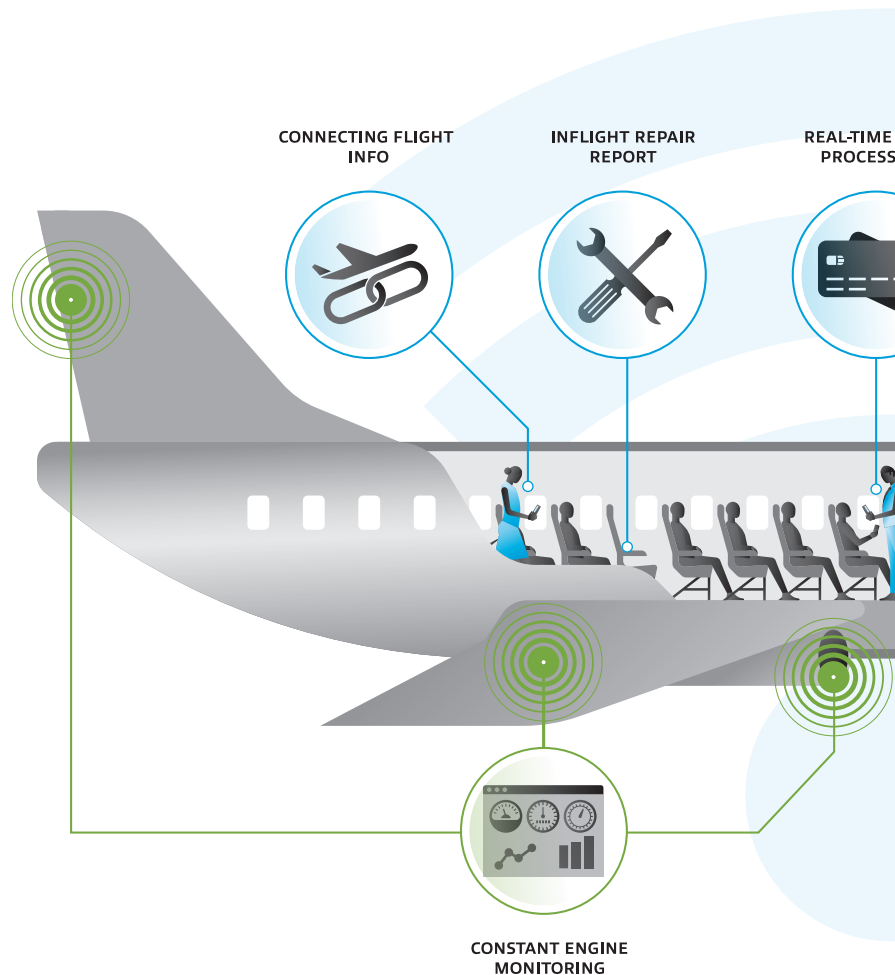 CONNECTING FLIGHT
INFO
INFLIGHT REPAIR
REPORT
REAL-TIME
PROCESS
CONSTANT ENGINE
MONITORING